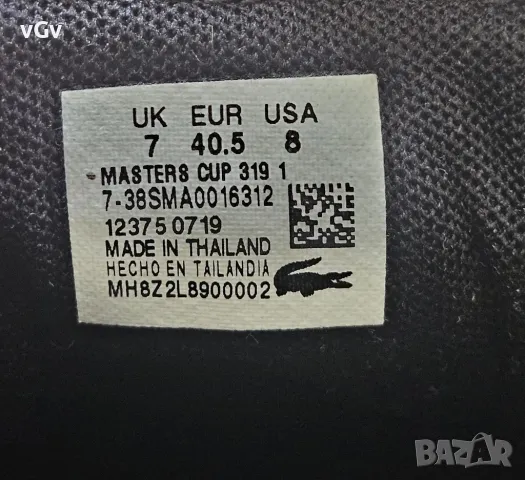 vGv
UK EUR USA
7 40.5 8
MASTERS CUP 319 1
7-38SMA0016312
12375 0719
MADE IN THAILAND
HECHO EN TAILANDIA
MH8Z2L8900002
BAZAR